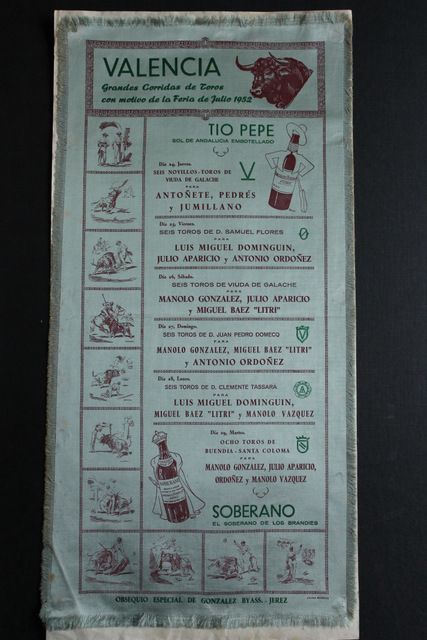 VALENCIA
Grandes Corridas de Toros
con motivo de la Feria de Julio 1952
TIO PEPE
SOL DE ANDALUCIA EMBOTELLADO
Día 24, Jueves.
SEIS NOVILLOS-TOROS DE
VIUDA DE GALACHE
PARA
ANTOÑETE, PEDRÉS
y JUMILLANO
Día 25, Viernes.
SEIS TOROS DE D. SAMUEL FLORES
PARA
LUIS MIGUEL DOMINGUIN,
JULIO APARICIO y ANTONIO ORDOÑEZ
Día 26, Sábado.
SEIS TOROS DE VIUDA DE GALACHE
PARA
MANOLO GONZALEZ, JULIO APARICIO
y MIGUEL BAEZ "LITRI"
Día 27, Domingo.
SEIS TOROS DE D. JUAN PEDRO DOMECQ
PARA
MANOLO GONZALEZ, MIGUEL BAEZ "LITRI"
y ANTONIO ORDOÑEZ
Día 28, Lunes.
SEIS TOROS DE D. CLEMENTE TASSARA
PARA
LUIS MIGUEL DOMINGUIN,
MIGUEL BAEZ "LITRI" y MANOLO VAZQUEZ
Día 29, Martes.
OCHO TOROS DE
BUENDIA - SANTA COLOMA
PARA
MANOLO GONZALEZ, JULIO APARICIO,
ORDOÑEZ y MANOLO VAZQUEZ
SOBERANO
SOBERANO
EL SOBERANO DE LOS BRANDIES
OBSEQUIO ESPECIAL DE GONZALEZ BYASS. - JEREZ